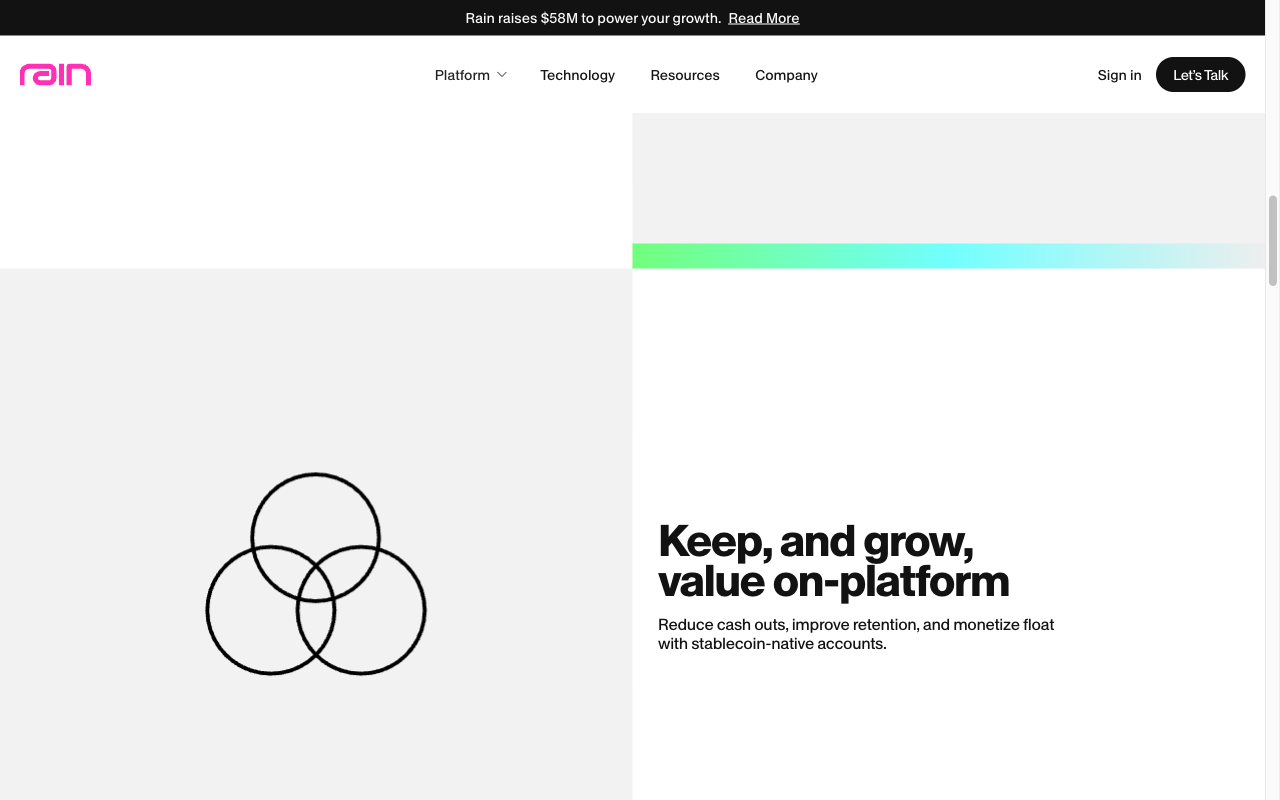 Rain raises $58M to power your growth. Read More
rain
Platform
Technology
Resources
Company
Sign in
Let's Talk
Keep, and grow,
value on-platform
Reduce cash outs, improve retention, and monetize float
with stablecoin-native accounts.